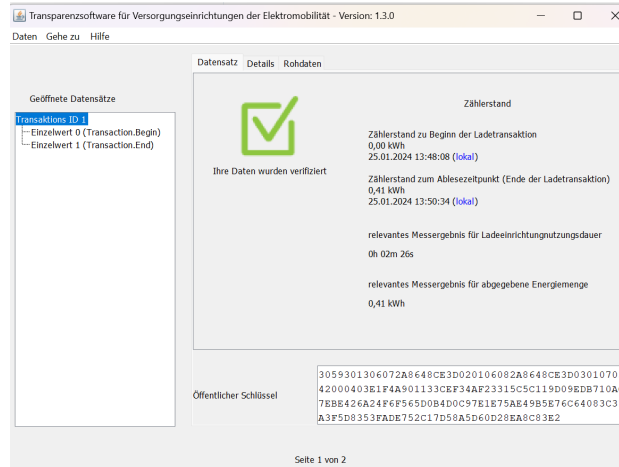 Transparenzsoftware für Versorgungseinrichtungen der Elektromobilität - Version: 1.3.0
Daten Gehe zu Hilfe
Geöffnete Datensätze
Transaktions ID 1
Einzelwert 0 (Transaction.Begin)
Einzelwert 1 (Transaction.End)
Datensatz Details Rohdaten
Ihre Daten wurden verifiziert
Zählerstand
Zählerstand zu Beginn der Ladetransaktion
0,00 kWh
25.01.2024 13:48:08 (lokal)
Zählerstand zum Ablesezeitpunkt (Ende der Ladetransaktion)
0,41 kWh
25.01.2024 13:50:34 (lokal)
relevantes Messergebnis für Ladeeinrichtungnutzungsdauer
0h 02m 26s
relevantes Messergebnis für abgegebene Energiemenge
0,41 kWh
Öffentlicher Schlüssel
3059301306072A8648CE3D020106082A8648CE3D0301070
42000403E1F4A901133CEF34AF23315C5C119D09EDB710A
7EBE426A24F6F565D0B4D0C97E1E75AE49B5E76C64083C3
A3F5D8353FADE752C17D58A5D60D28EA8C83E2
Seite 1 von 2